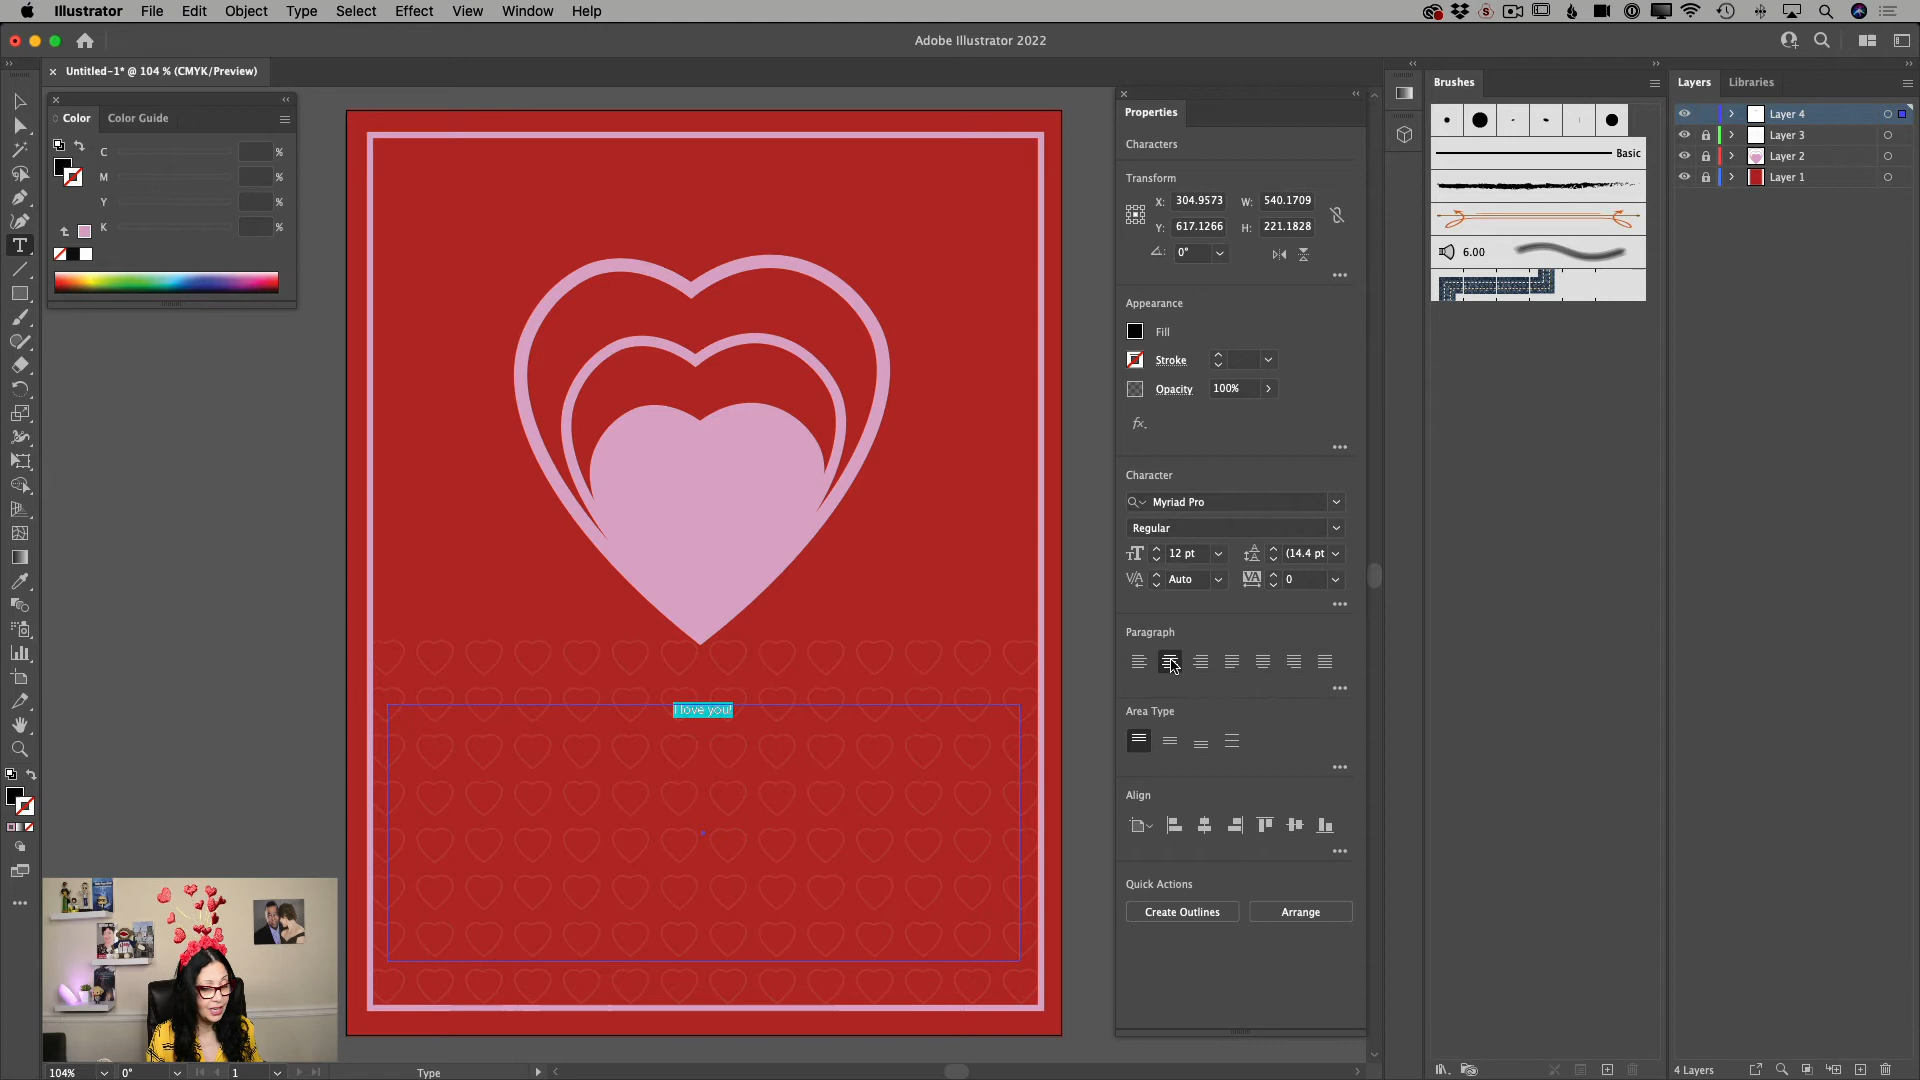 Illustrator File Edit Object Type Select Effect View Window Help
Adobe Illustrator 2022
Untitled-1* @ 104 % (CMYK/Preview)
Color Color Guide
C %
M %
Y %
K %
Properties
Characters
Transform
X: 304.9573 W: 540.1709
Y: 617.1266 H: 221.1828
0°
Appearance
Fill
Stroke
Opacity 100%
fx.
Character
Myriad Pro
Regular
12 pt (14.4 pt
Auto 0
Paragraph
Area Type
Align
Quick Actions
Create Outlines Arrange
I love you!
Brushes
Basic
6.00
Layers Libraries
Layer 4
Layer 3
Layer 2
Layer 1
104% 0° 1 Type
4 Layers